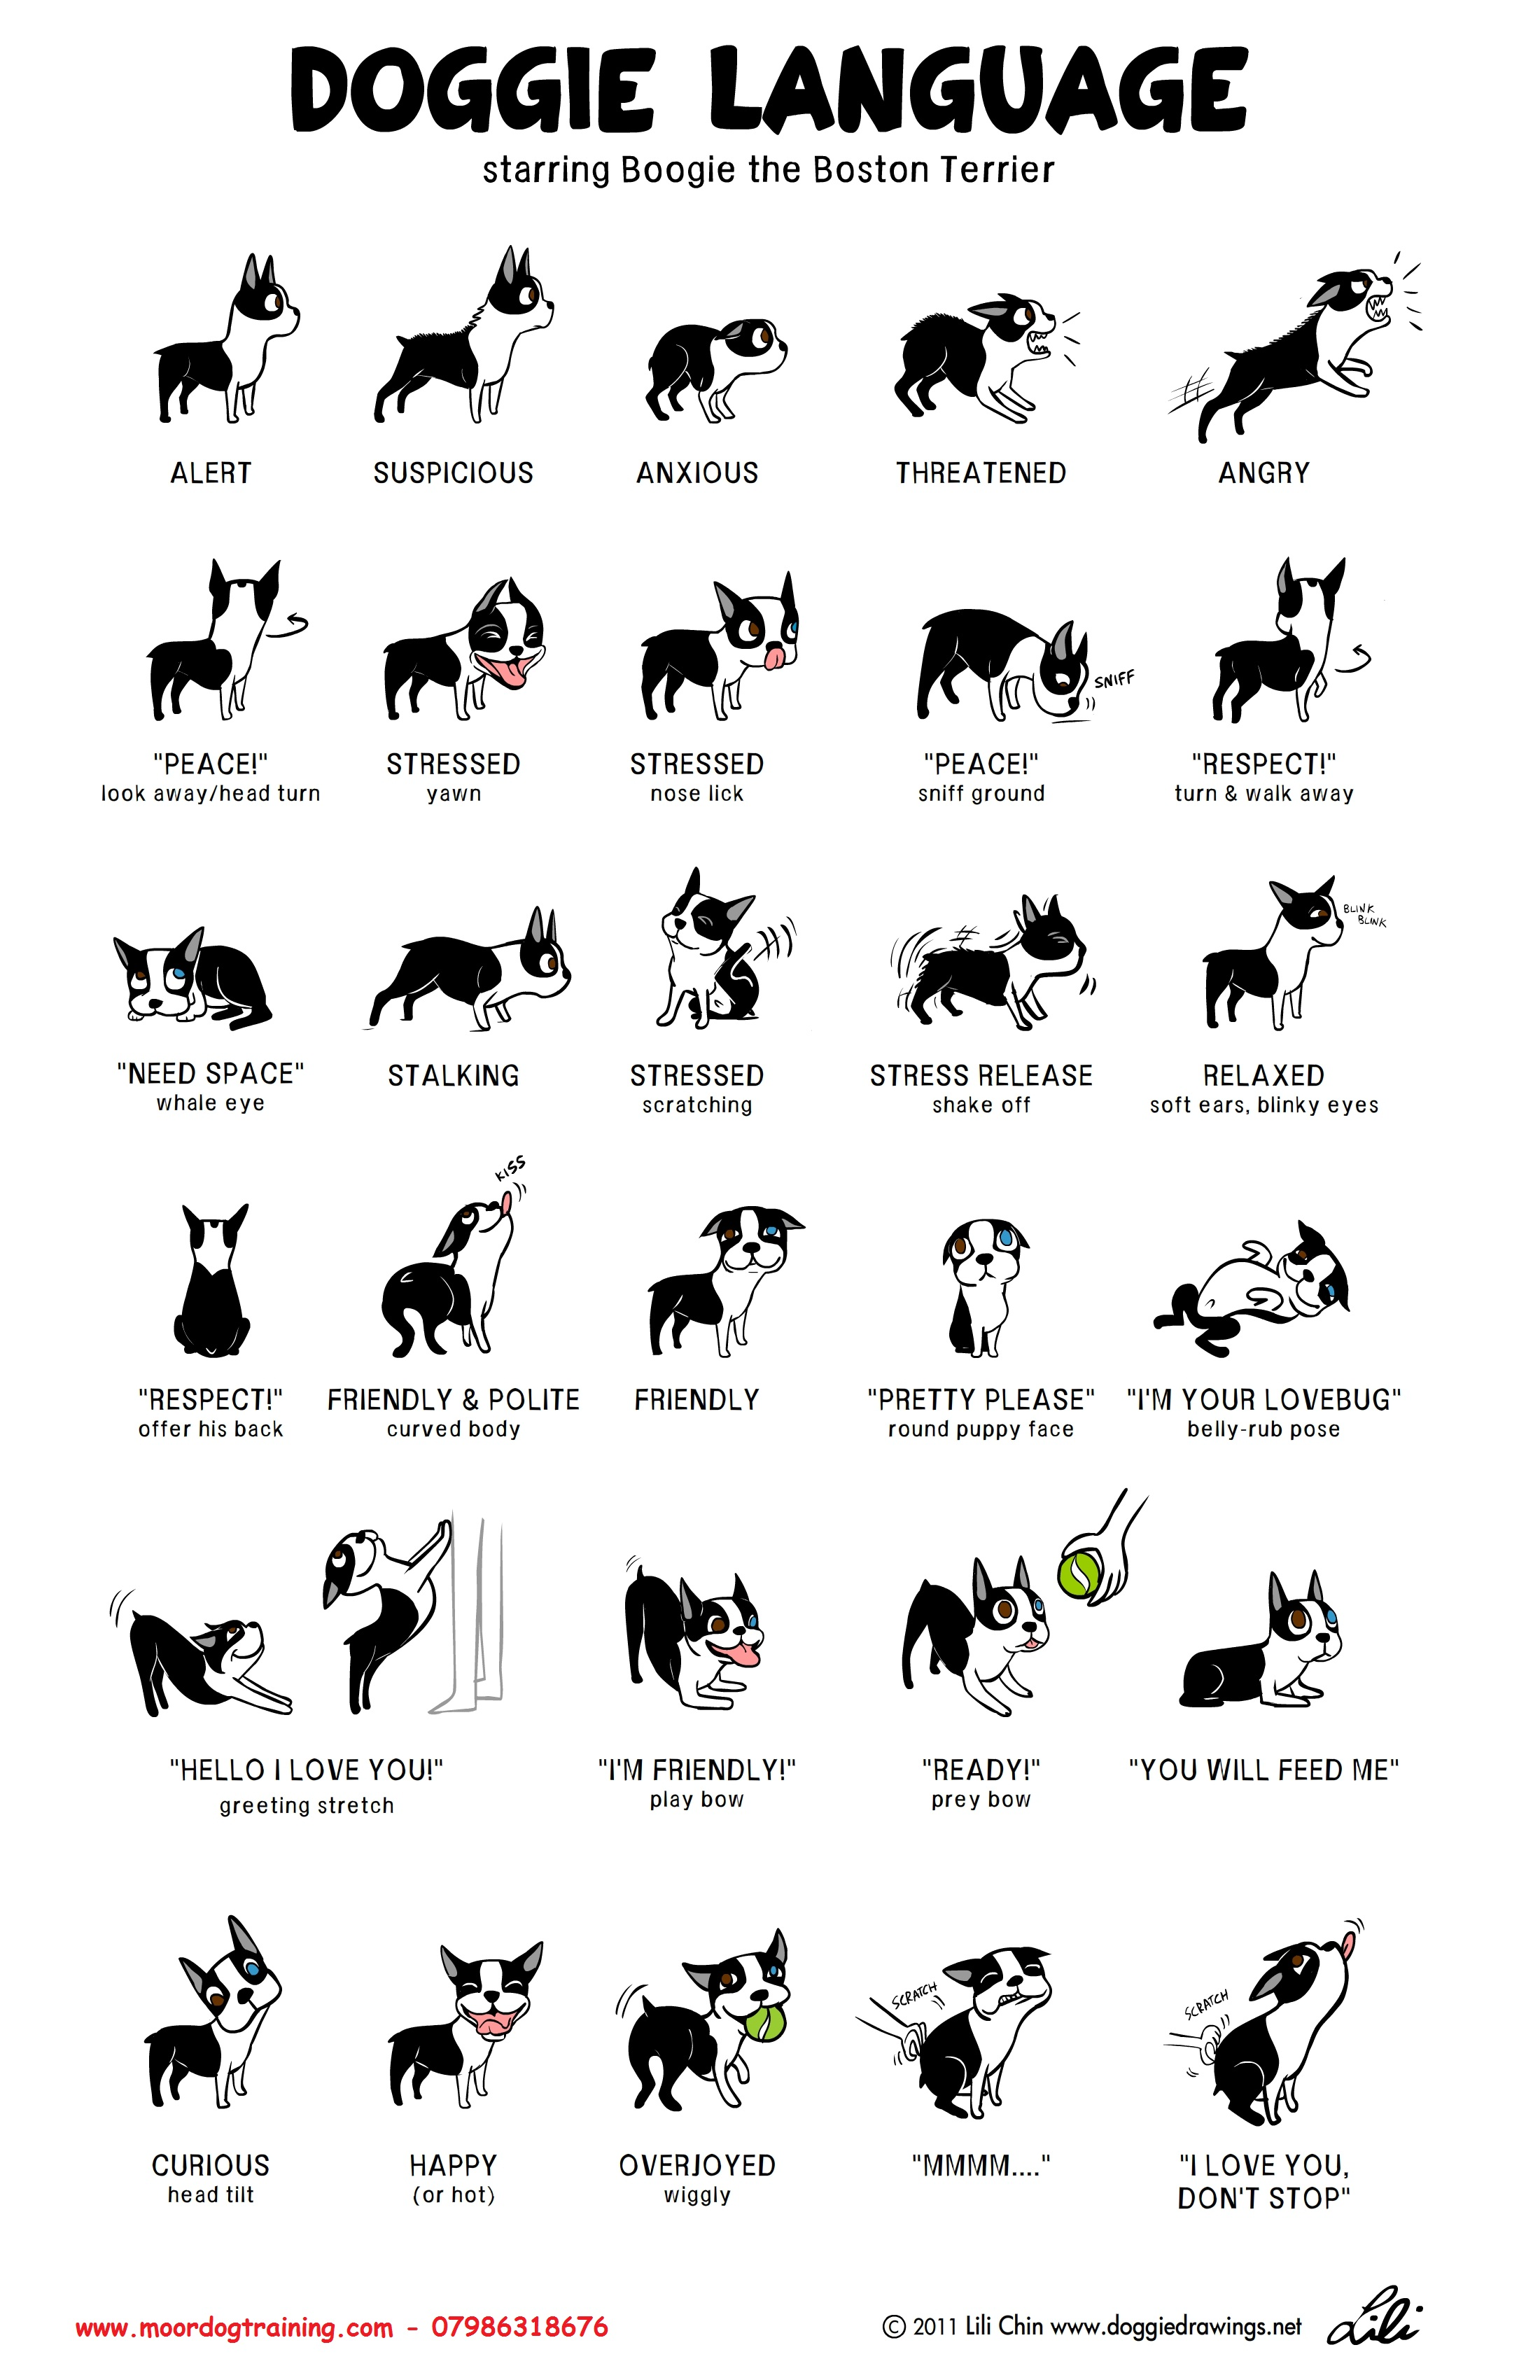 DOGGIE LANGUAGE
starring Boogie the Boston Terrier
ALERT
SUSPICIOUS
ANXIOUS
THREATENED
ANGRY
SNIFF
"PEACE!"
look away/head turn
STRESSED
yawn
STRESSED
nose lick
"PEACE!"
sniff ground
"RESPECT!"
turn & walk away
BLINK
BLINK
"NEED SPACE"
whale eye
STALKING
STRESSED
scratching
STRESS RELEASE
shake off
RELAXED
soft ears, blinky eyes
KISS
"RESPECT!"
offer his back
FRIENDLY & POLITE
curved body
FRIENDLY
"PRETTY PLEASE"
round puppy face
"I'M YOUR LOVEBUG"
belly-rub pose
"HELLO I LOVE YOU!"
greeting stretch
"I'M FRIENDLY!"
play bow
"READY!"
prey bow
"YOU WILL FEED ME"
SCRATCH
SCRATCH
CURIOUS
head tilt
HAPPY
(or hot)
OVERJOYED
wiggly
"MMMM...."
"I LOVE YOU,
DON'T STOP"
www.moordogtraining.com - 07986318676
© 2011 Lili Chin www.doggiedrawings.net
Lili